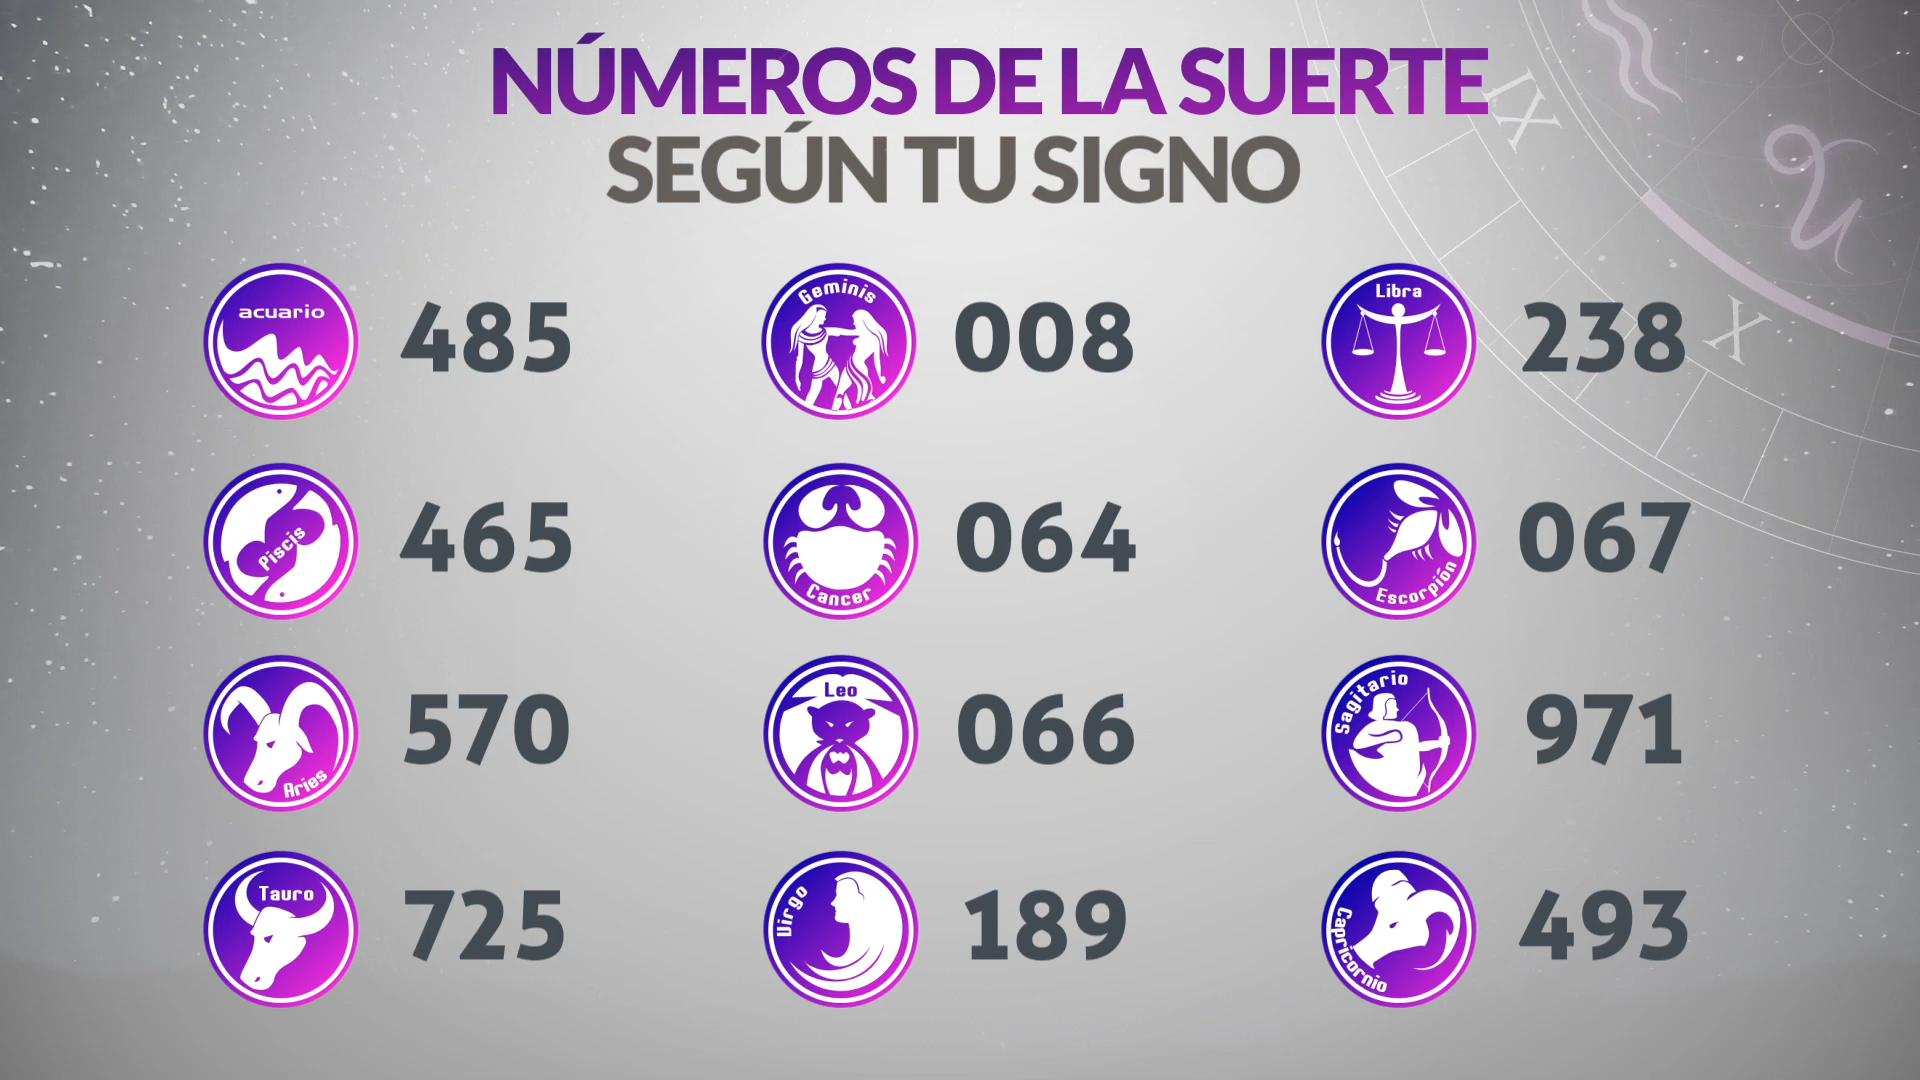 NÚMEROS DE LA SUERTE
SEGÚN TU SIGNO
acuario 485
Geminis 008
Libra 238
Piscis 465
Cancer 064
Escorpión 067
Aries 570
Leo 066
Sagitario 971
Tauro 725
Virgo 189
Capricornio 493
IX
X